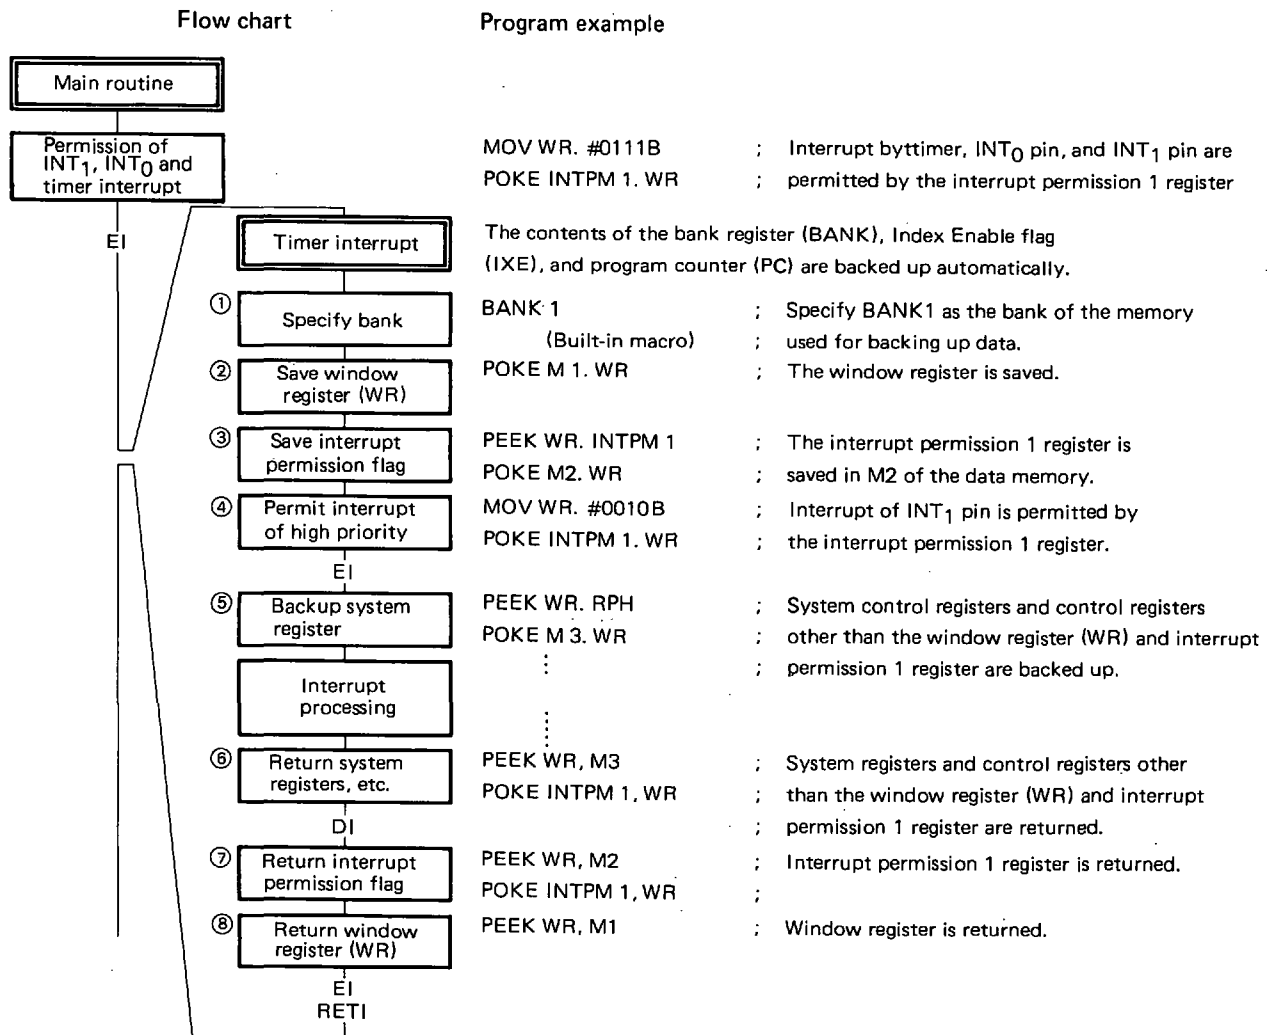 Flow chart Program example
Main routine
Permission of
INT1, INT0 and
timer interrupt
MOV WR. #0111B ; Interrupt byttimer, INT0 pin, and INT1 pin are
POKE INTPM 1. WR ; permitted by the interrupt permission 1 register
EI
Timer interrupt
The contents of the bank register (BANK), Index Enable flag
(IXE), and program counter (PC) are backed up automatically.
① Specify bank
BANK 1 ; Specify BANK1 as the bank of the memory
(Built-in macro) ; used for backing up data.
② Save window
register (WR)
POKE M 1. WR ; The window register is saved.
③ Save interrupt
permission flag
PEEK WR. INTPM 1 ; The interrupt permission 1 register is
POKE M2. WR ; saved in M2 of the data memory.
④ Permit interrupt
of high priority
MOV WR. #0010B ; Interrupt of INT1 pin is permitted by
POKE INTPM 1. WR ; the interrupt permission 1 register.
EI
⑤ Backup system
register
PEEK WR. RPH ; System control registers and control registers
POKE M 3. WR ; other than the window register (WR) and interrupt
; permission 1 register are backed up.
Interrupt
processing
⑥ Return system
registers, etc.
PEEK WR, M3 ; System registers and control registers other
POKE INTPM 1, WR ; than the window register (WR) and interrupt
; permission 1 register are returned.
DI
⑦ Return interrupt
permission flag
PEEK WR, M2 ; Interrupt permission 1 register is returned.
POKE INTPM 1, WR ;
⑧ Return window
register (WR)
PEEK WR, M1 ; Window register is returned.
EI
RETI